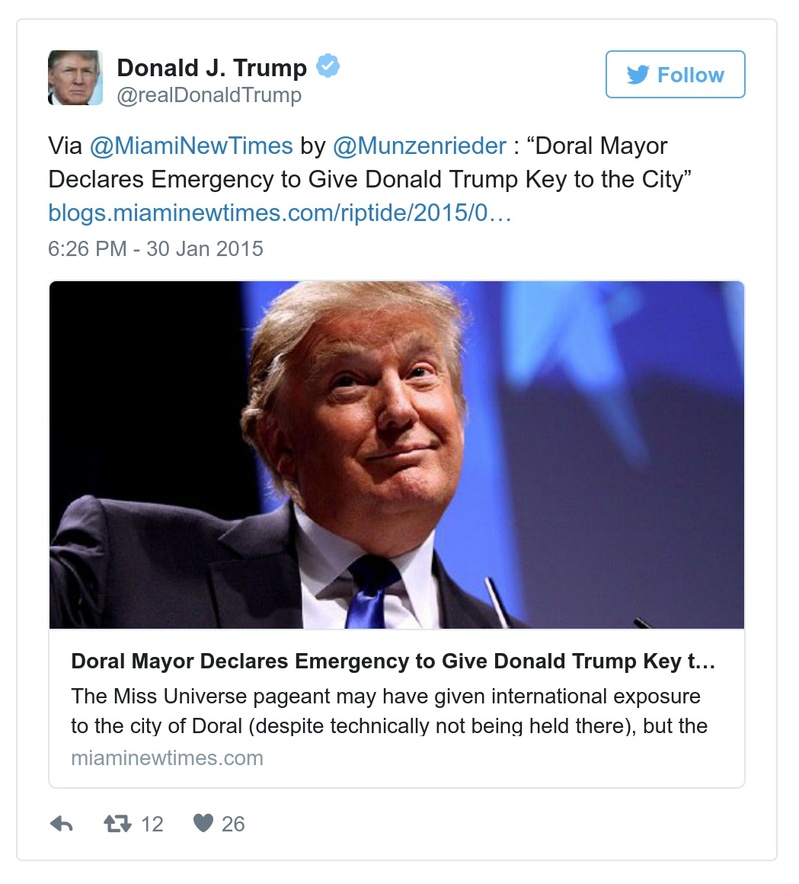 Donald J. Trump
@realDonaldTrump
Follow
Via @MiamiNewTimes by @Munzenrieder : “Doral Mayor
Declares Emergency to Give Donald Trump Key to the City”
blogs.miaminewtimes.com/riptide/2015/0…
6:26 PM - 30 Jan 2015
Doral Mayor Declares Emergency to Give Donald Trump Key t…
The Miss Universe pageant may have given international exposure
to the city of Doral (despite technically not being held there), but the
miaminewtimes.com
12
26